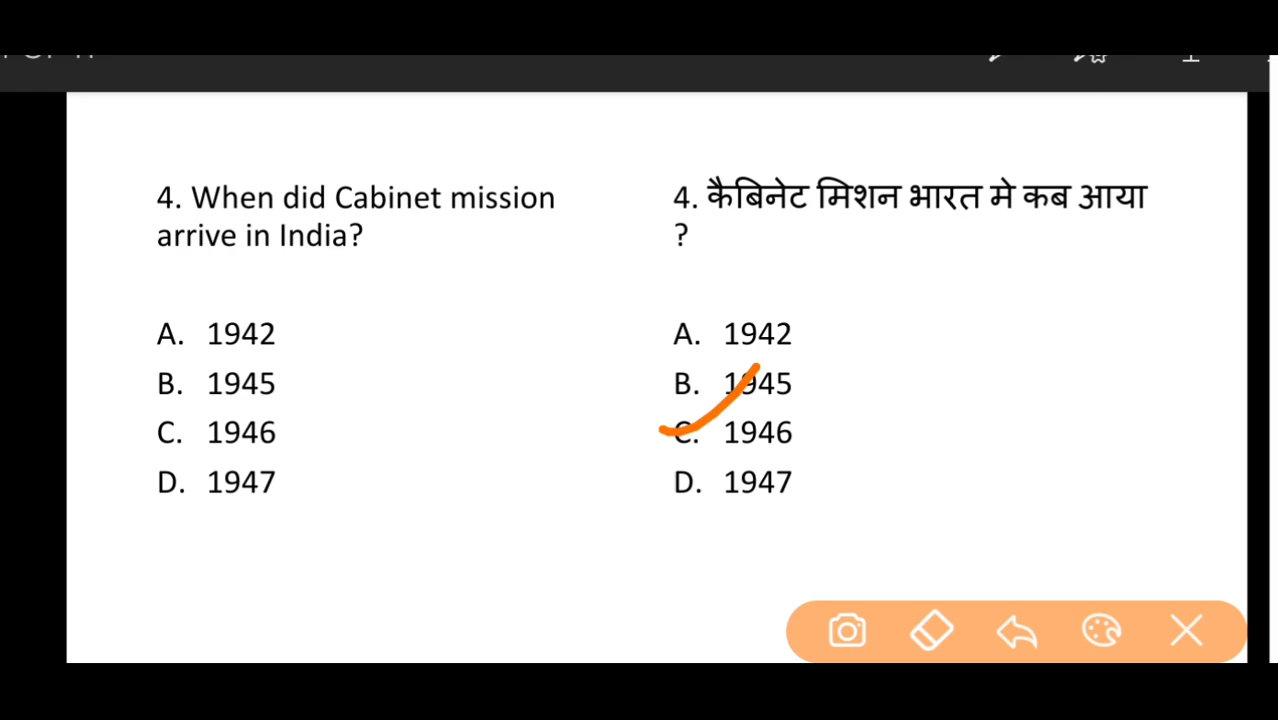 4. When did Cabinet mission
arrive in India?
A. 1942
B. 1945
C. 1946
D. 1947
4. कैबिनेट मिशन भारत मे कब आया
?
A. 1942
B. 1945
C. 1946
D. 1947